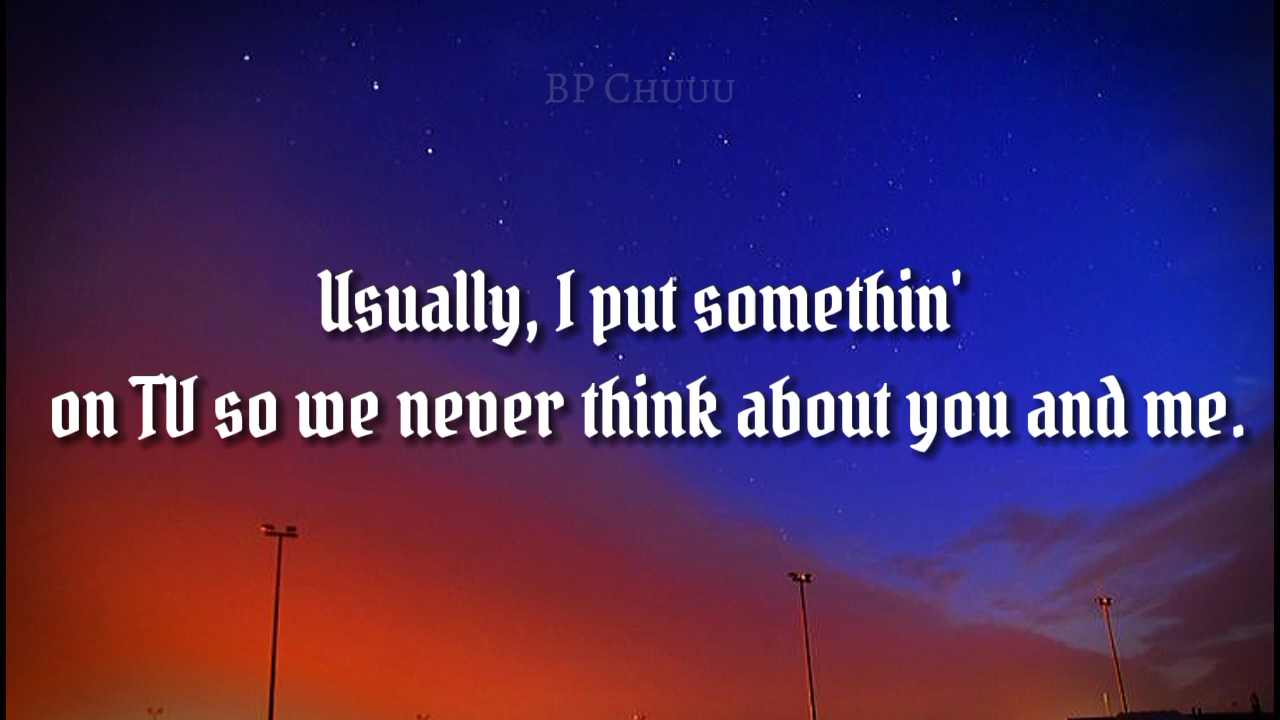 BP Chuuu
Usually, I put somethin'
on TV so we never think about you and me.